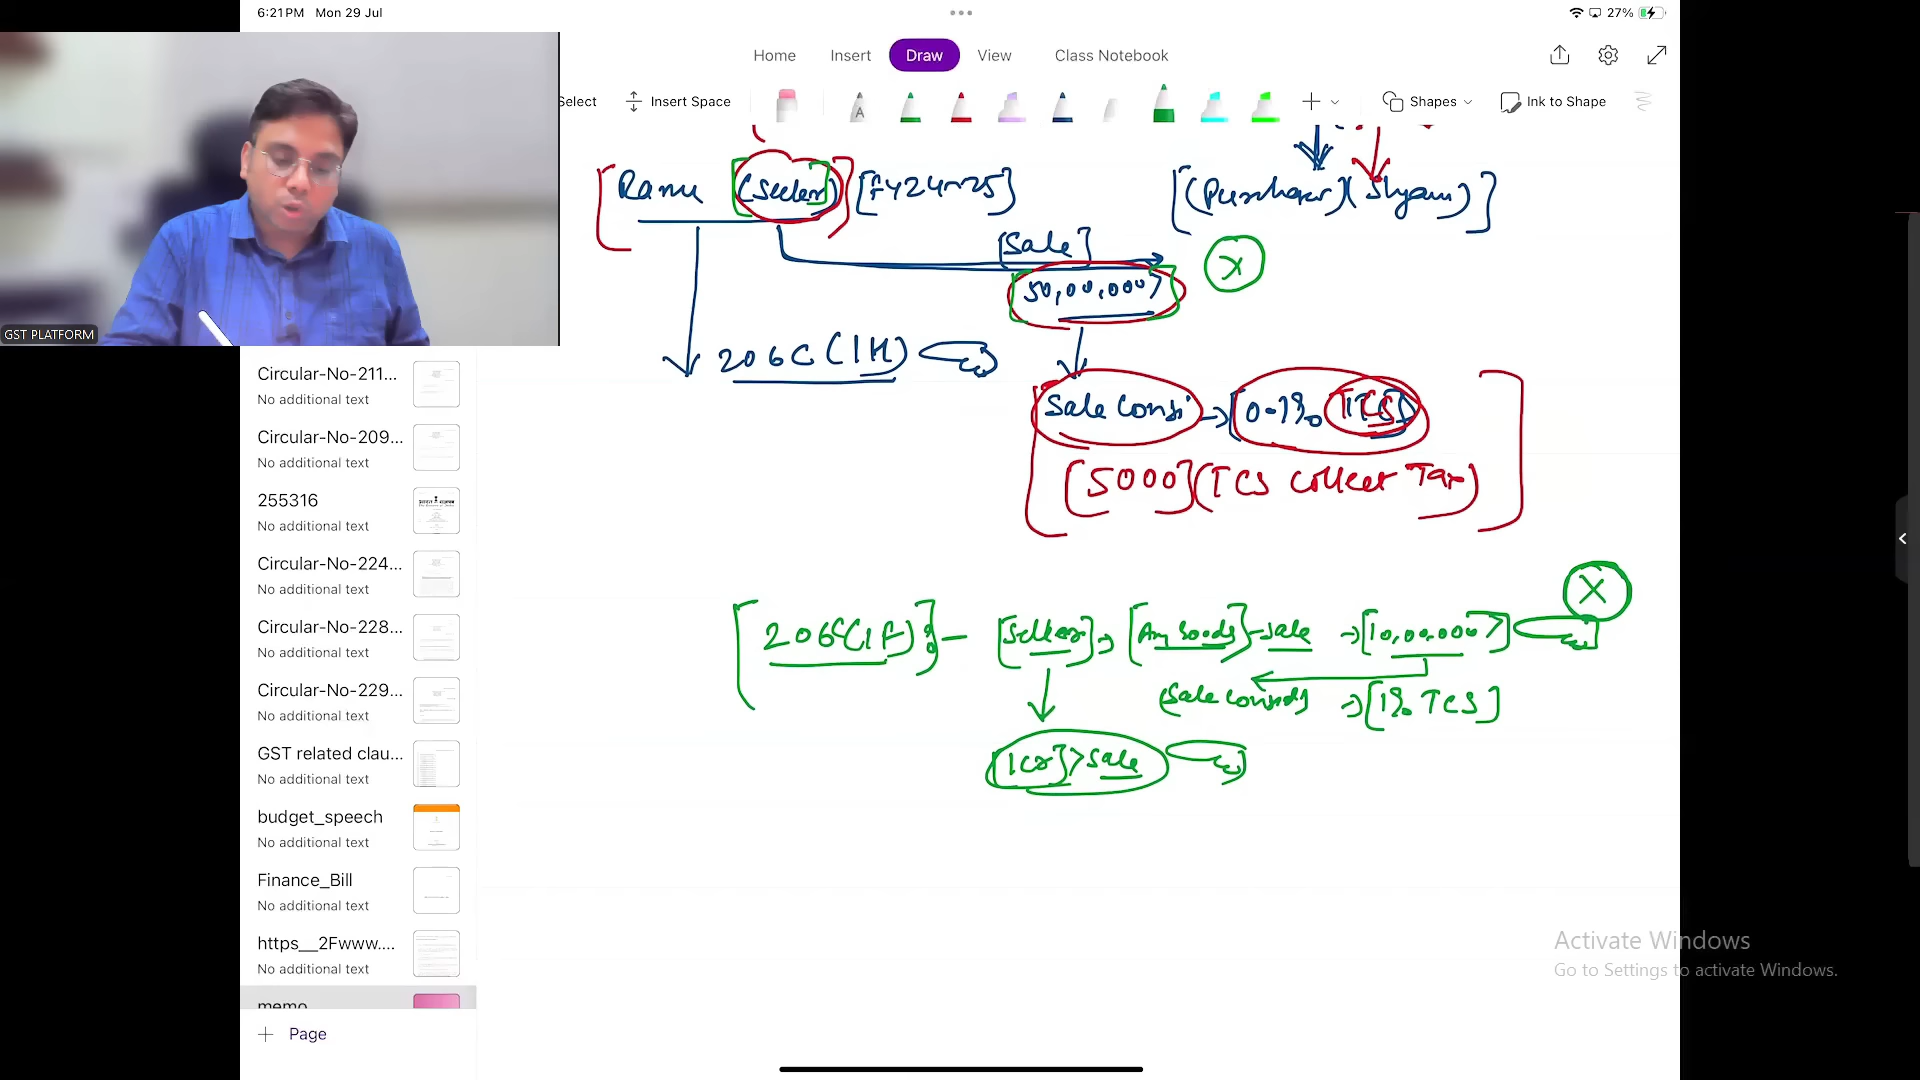 6:21 PM Mon 29 Jul
27%
Home Insert Draw View Class Notebook
Select Insert Space A Shapes Ink to Shape
[Ramu (Seller)] [FY24-25] [(Purchaser)(Shyam)]
[Sale]
X
50,00,000
206C(1H)
Sale Consi → [0.1% TCS]
[5000](TCS Collect Tax)
X
[206C(1F)} - [Seller] → [Any Goods] - Sale → [10,00,000]
→ [1% TCS]
[1cr] > Sale
GST PLATFORM
Circular-No-211...
No additional text
Circular-No-209...
No additional text
255316
No additional text
Circular-No-224...
No additional text
Circular-No-228...
No additional text
Circular-No-229...
No additional text
GST related clau...
No additional text
budget_speech
No additional text
Finance_Bill
No additional text
https__2Fwww....
No additional text
memo
+ Page
Activate Windows
Go to Settings to activate Windows.